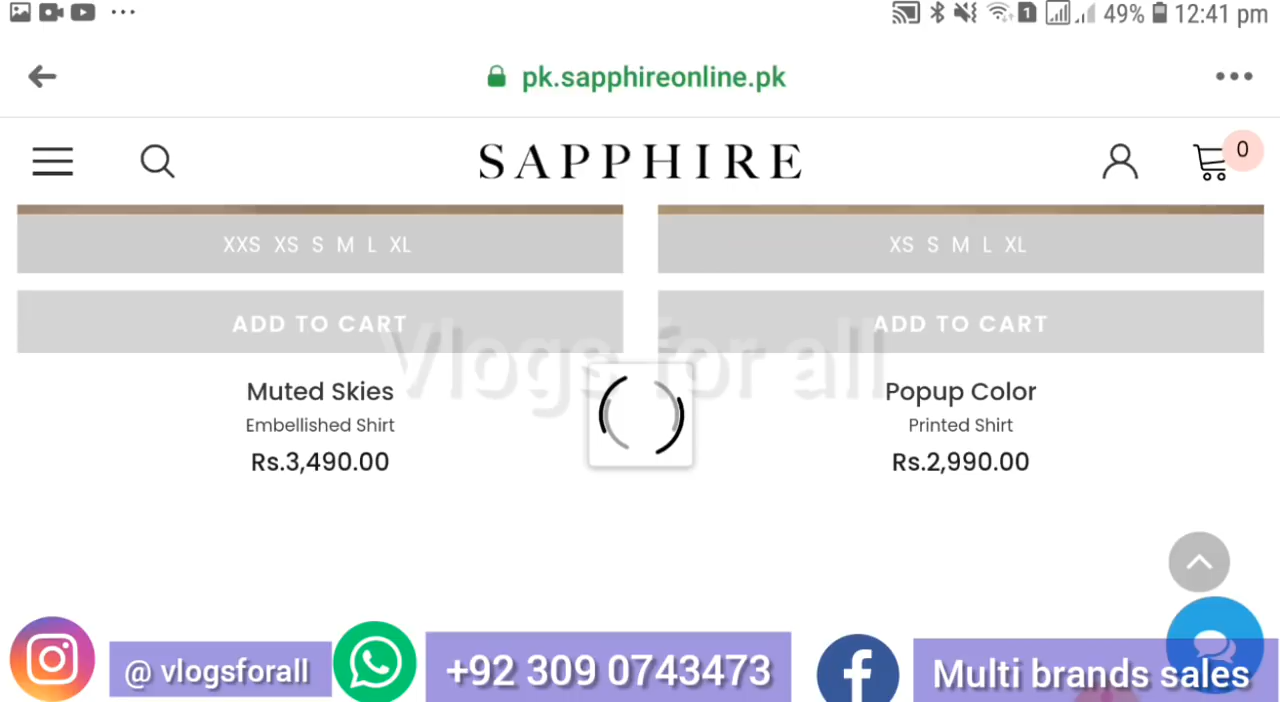 1 49% 12:41 pm
pk.sapphireonline.pk
SAPPHIRE
0
XXS XS S M L XL
XS S M L XL
ADD TO CART
ADD TO CART
Vlogs for all
Muted Skies
Embellished Shirt
Rs.3,490.00
Popup Color
Printed Shirt
Rs.2,990.00
@ vlogsforall
+92 309 0743473
Multi brands sales